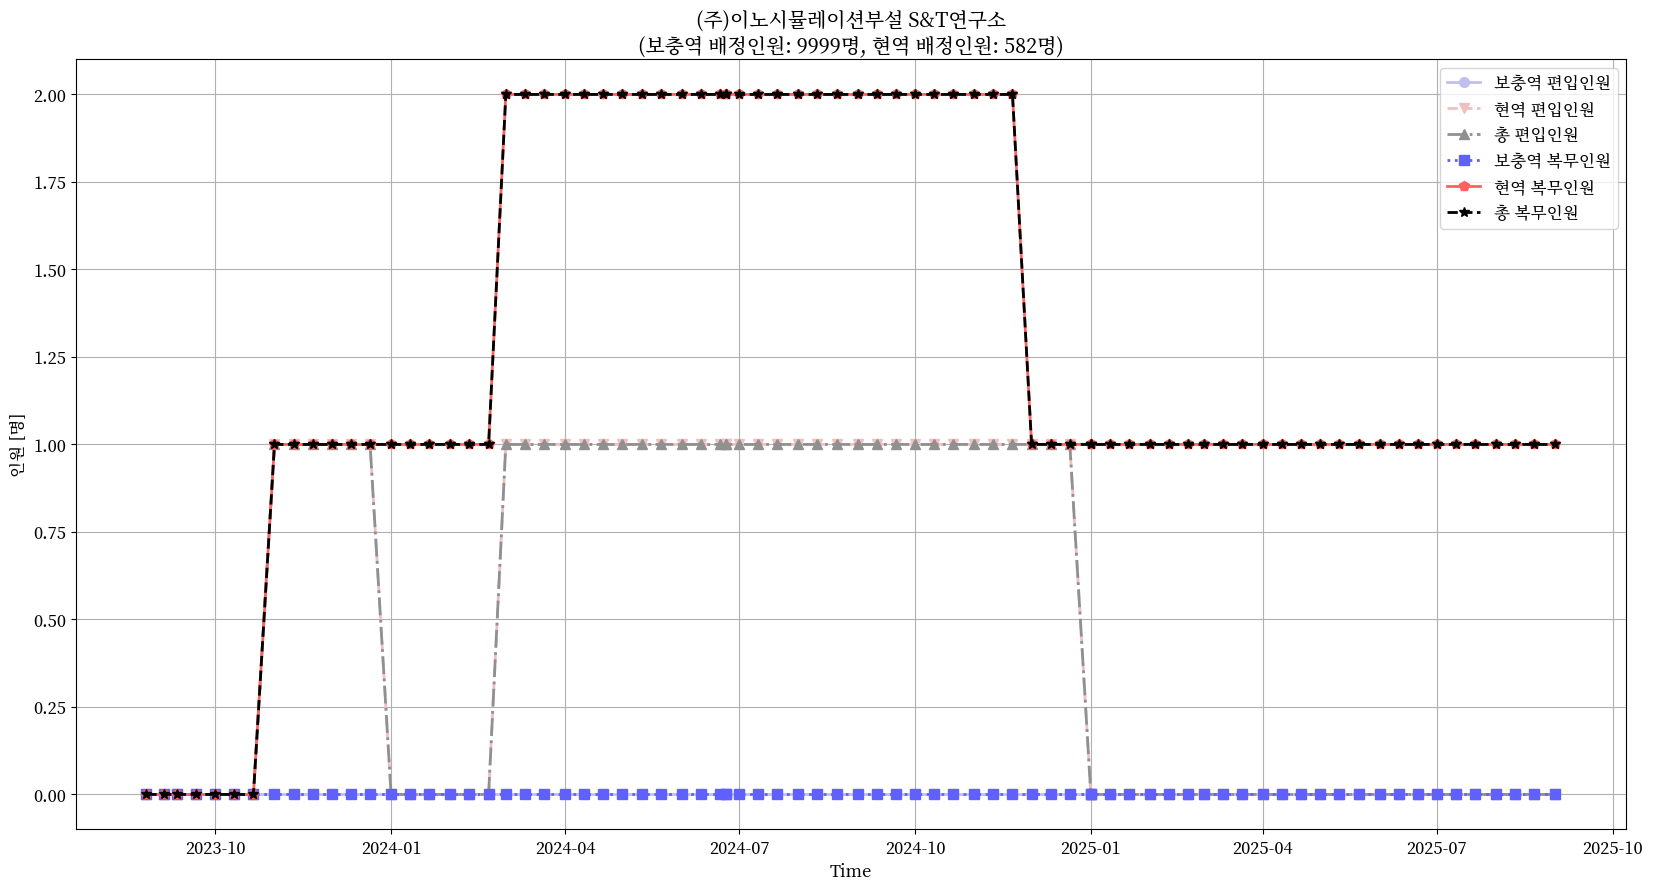 (주)이노시뮬레이션부설 S&T연구소
(보충역 배정인원: 9999명, 현역 배정인원: 582명)
보충역 편입인원
현역 편입인원
총 편입인원
보충역 복무인원
현역 복무인원
총 복무인원
인원 [명]
2.00
1.75
1.50
1.25
1.00
0.75
0.50
0.25
0.00
2023-10
2024-01
2024-04
2024-07
2024-10
2025-01
2025-04
2025-07
2025-10
Time